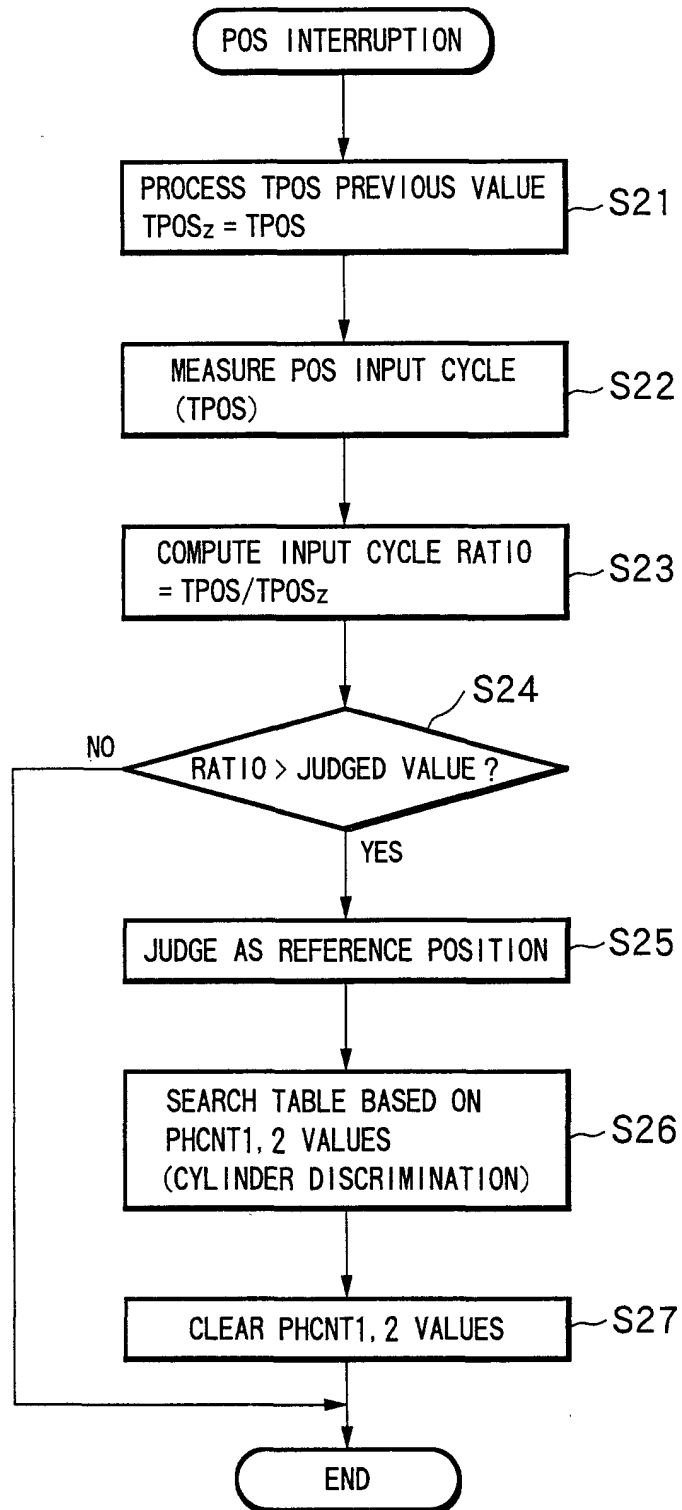 POS INTERRUPTION
PROCESS TPOS PREVIOUS VALUE
TPOSz = TPOS
S21
MEASURE POS INPUT CYCLE
(TPOS)
S22
COMPUTE INPUT CYCLE RATIO
= TPOS/TPOSz
S23
S24
NO
RATIO > JUDGED VALUE ?
YES
JUDGE AS REFERENCE POSITION
S25
SEARCH TABLE BASED ON
PHCNT1, 2 VALUES
(CYLINDER DISCRIMINATION)
S26
CLEAR PHCNT1, 2 VALUES
S27
END